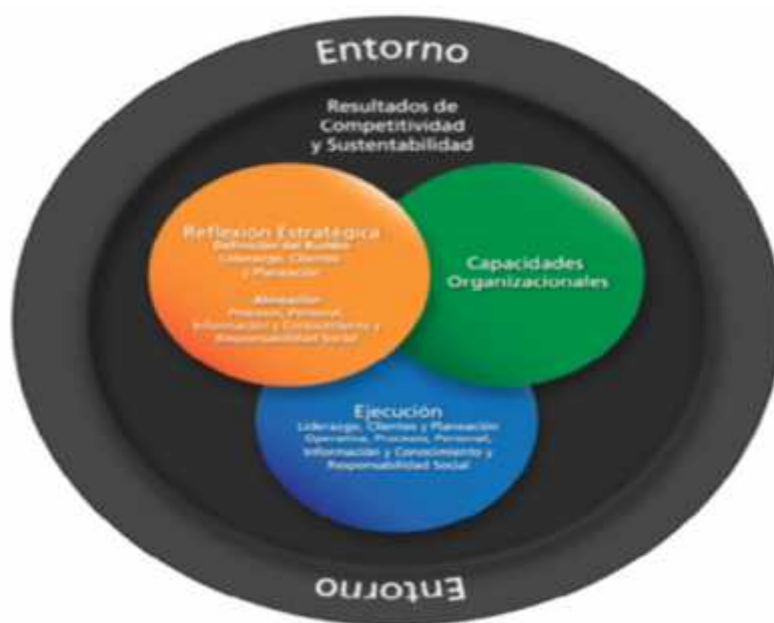 Entorno
Resultados de
Competitividad
y Sustentabilidad
Reflexión Estratégica
Definición del Rumbo
Liderazgo, Clientes
y Planeación
Alineación
Procesos, Personal,
Información y Conocimiento y
Responsabilidad Social
Capacidades
Organizacionales
Ejecución
Liderazgo, Clientes y Planeación
Operativa, Procesos, Personal,
Información y Conocimiento y
Responsabilidad Social
Entorno